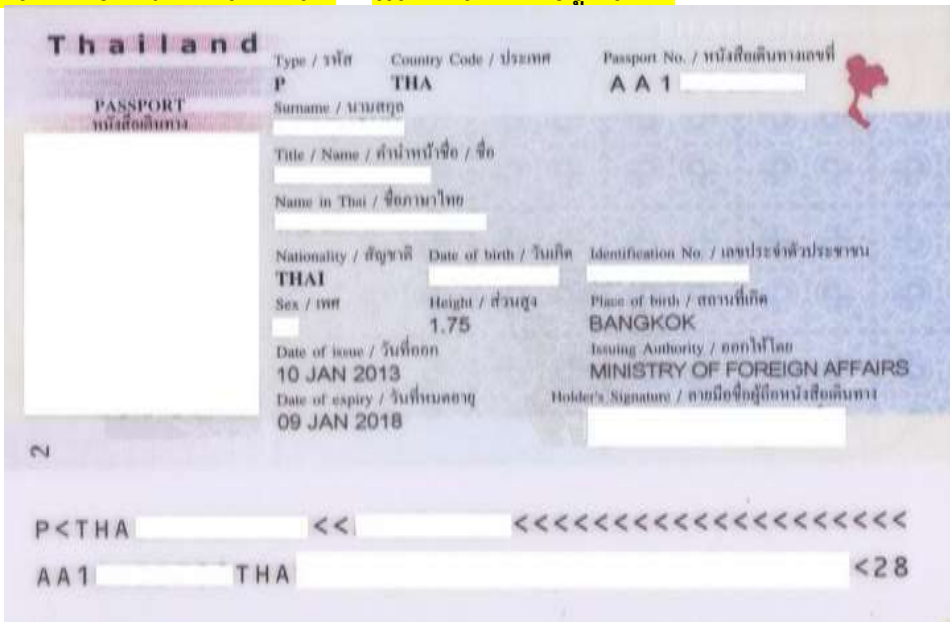 Thailand
PASSPORT
หนังสือเดินทาง
Type / รหัส Country Code / ประเทศ Passport No. / หนังสือเดินทางเลขที่
P THA AA1
Surname / นามสกุล
Title / Name / คำนำหน้าชื่อ / ชื่อ
Name in Thai / ชื่อภาษาไทย
Nationality / สัญชาติ Date of birth / วันเกิด Identification No. / เลขประจำตัวประชาชน
THAI
Sex / เพศ Height / ส่วนสูง Place of birth / สถานที่เกิด
1.75 BANGKOK
Date of issue / วันที่ออก Issuing Authority / ออกให้โดย
10 JAN 2013 MINISTRY OF FOREIGN AFFAIRS
Date of expiry / วันที่หมดอายุ Holder's Signature / ลายมือชื่อผู้ถือหนังสือเดินทาง
09 JAN 2018
2
P<THA << <<<<<<<<<<<<<<<<<<<<<
AA1 THA <28